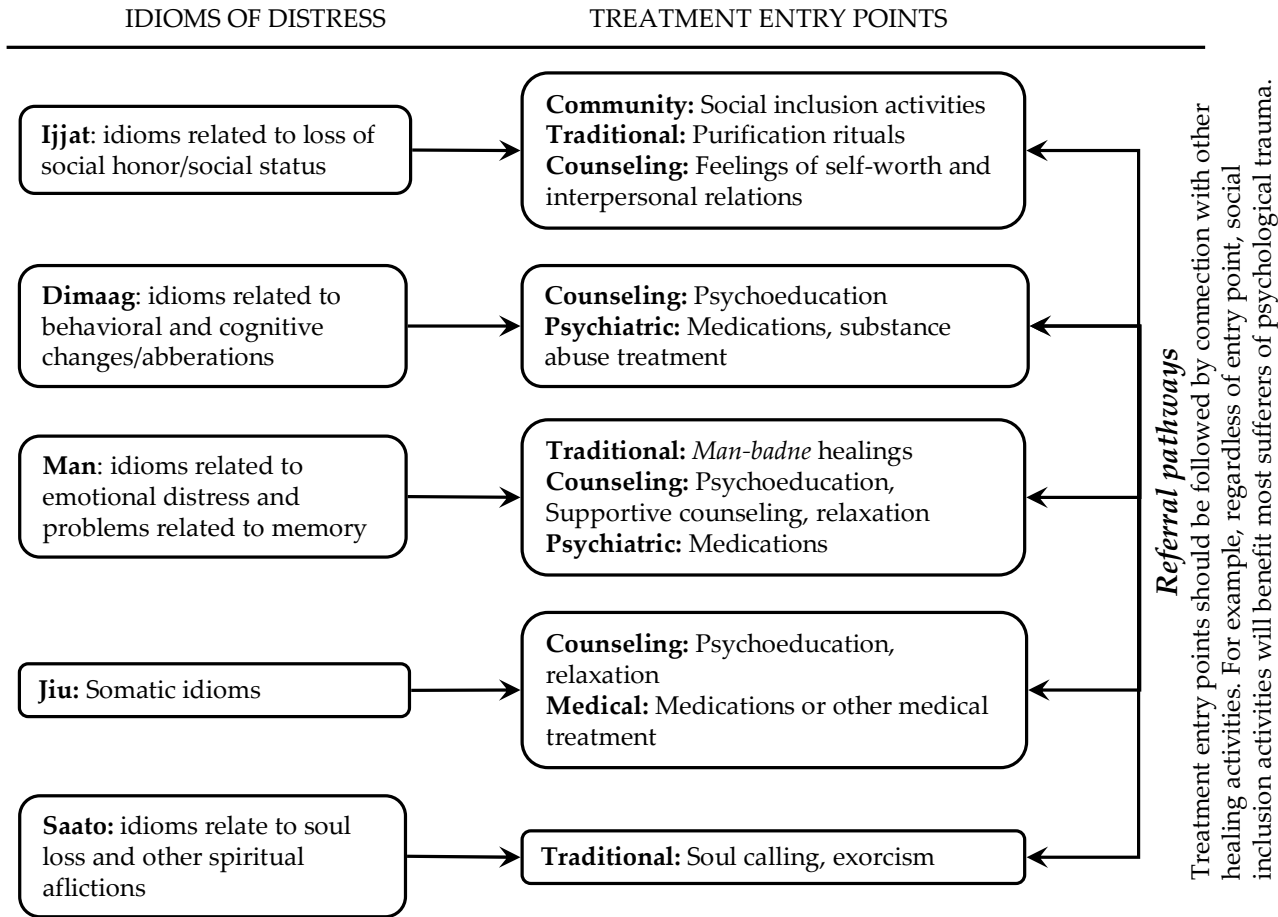 IDIOMS OF DISTRESS
TREATMENT ENTRY POINTS
Ijjat: idioms related to loss of
social honor/social status
Community: Social inclusion activities
Traditional: Purification rituals
Counseling: Feelings of self-worth and
interpersonal relations
Dimaag: idioms related to
behavioral and cognitive
changes/abberations
Counseling: Psychoeducation
Psychiatric: Medications, substance
abuse treatment
Man: idioms related to
emotional distress and
problems related to memory
Traditional: Man-badne healings
Counseling: Psychoeducation,
Supportive counseling, relaxation
Psychiatric: Medications
Jiu: Somatic idioms
Counseling: Psychoeducation,
relaxation
Medical: Medications or other medical
treatment
Saato: idioms relate to soul
loss and other spiritual
aflictions
Traditional: Soul calling, exorcism
Referral pathways
Treatment entry points should be followed by connection with other
healing activities. For example, regardless of entry point, social
inclusion activities will benefit most sufferers of psychological trauma.